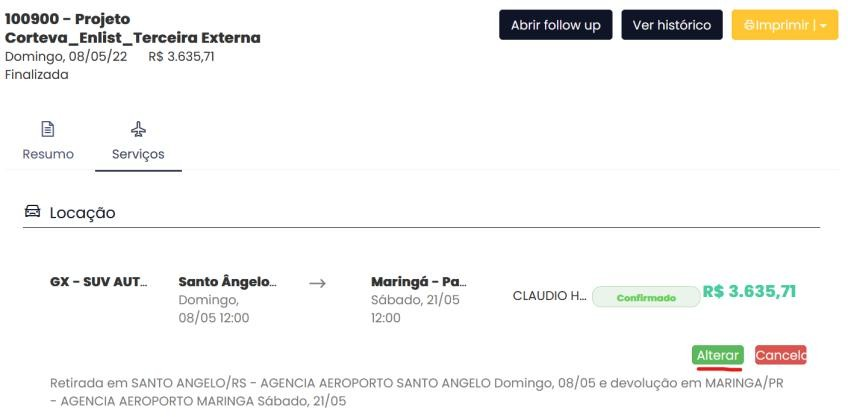 100900 - Projeto
Corteva_Enlist_Terceira Externa
Domingo, 08/05/22 R$ 3.635,71
Finalizada
Abrir follow up Ver histórico Imprimir |
Resumo Serviços
Locação
GX - SUV AUT... Santo Ângelo... → Maringá - Pa... CLAUDIO H... Confirmado R$ 3.635,71
Domingo, Sábado, 21/05
08/05 12:00 12:00
Alterar Cancela
Retirada em SANTO ANGELO/RS - AGENCIA AEROPORTO SANTO ANGELO Domingo, 08/05 e devolução em MARINGA/PR
- AGENCIA AEROPORTO MARINGA Sábado, 21/05